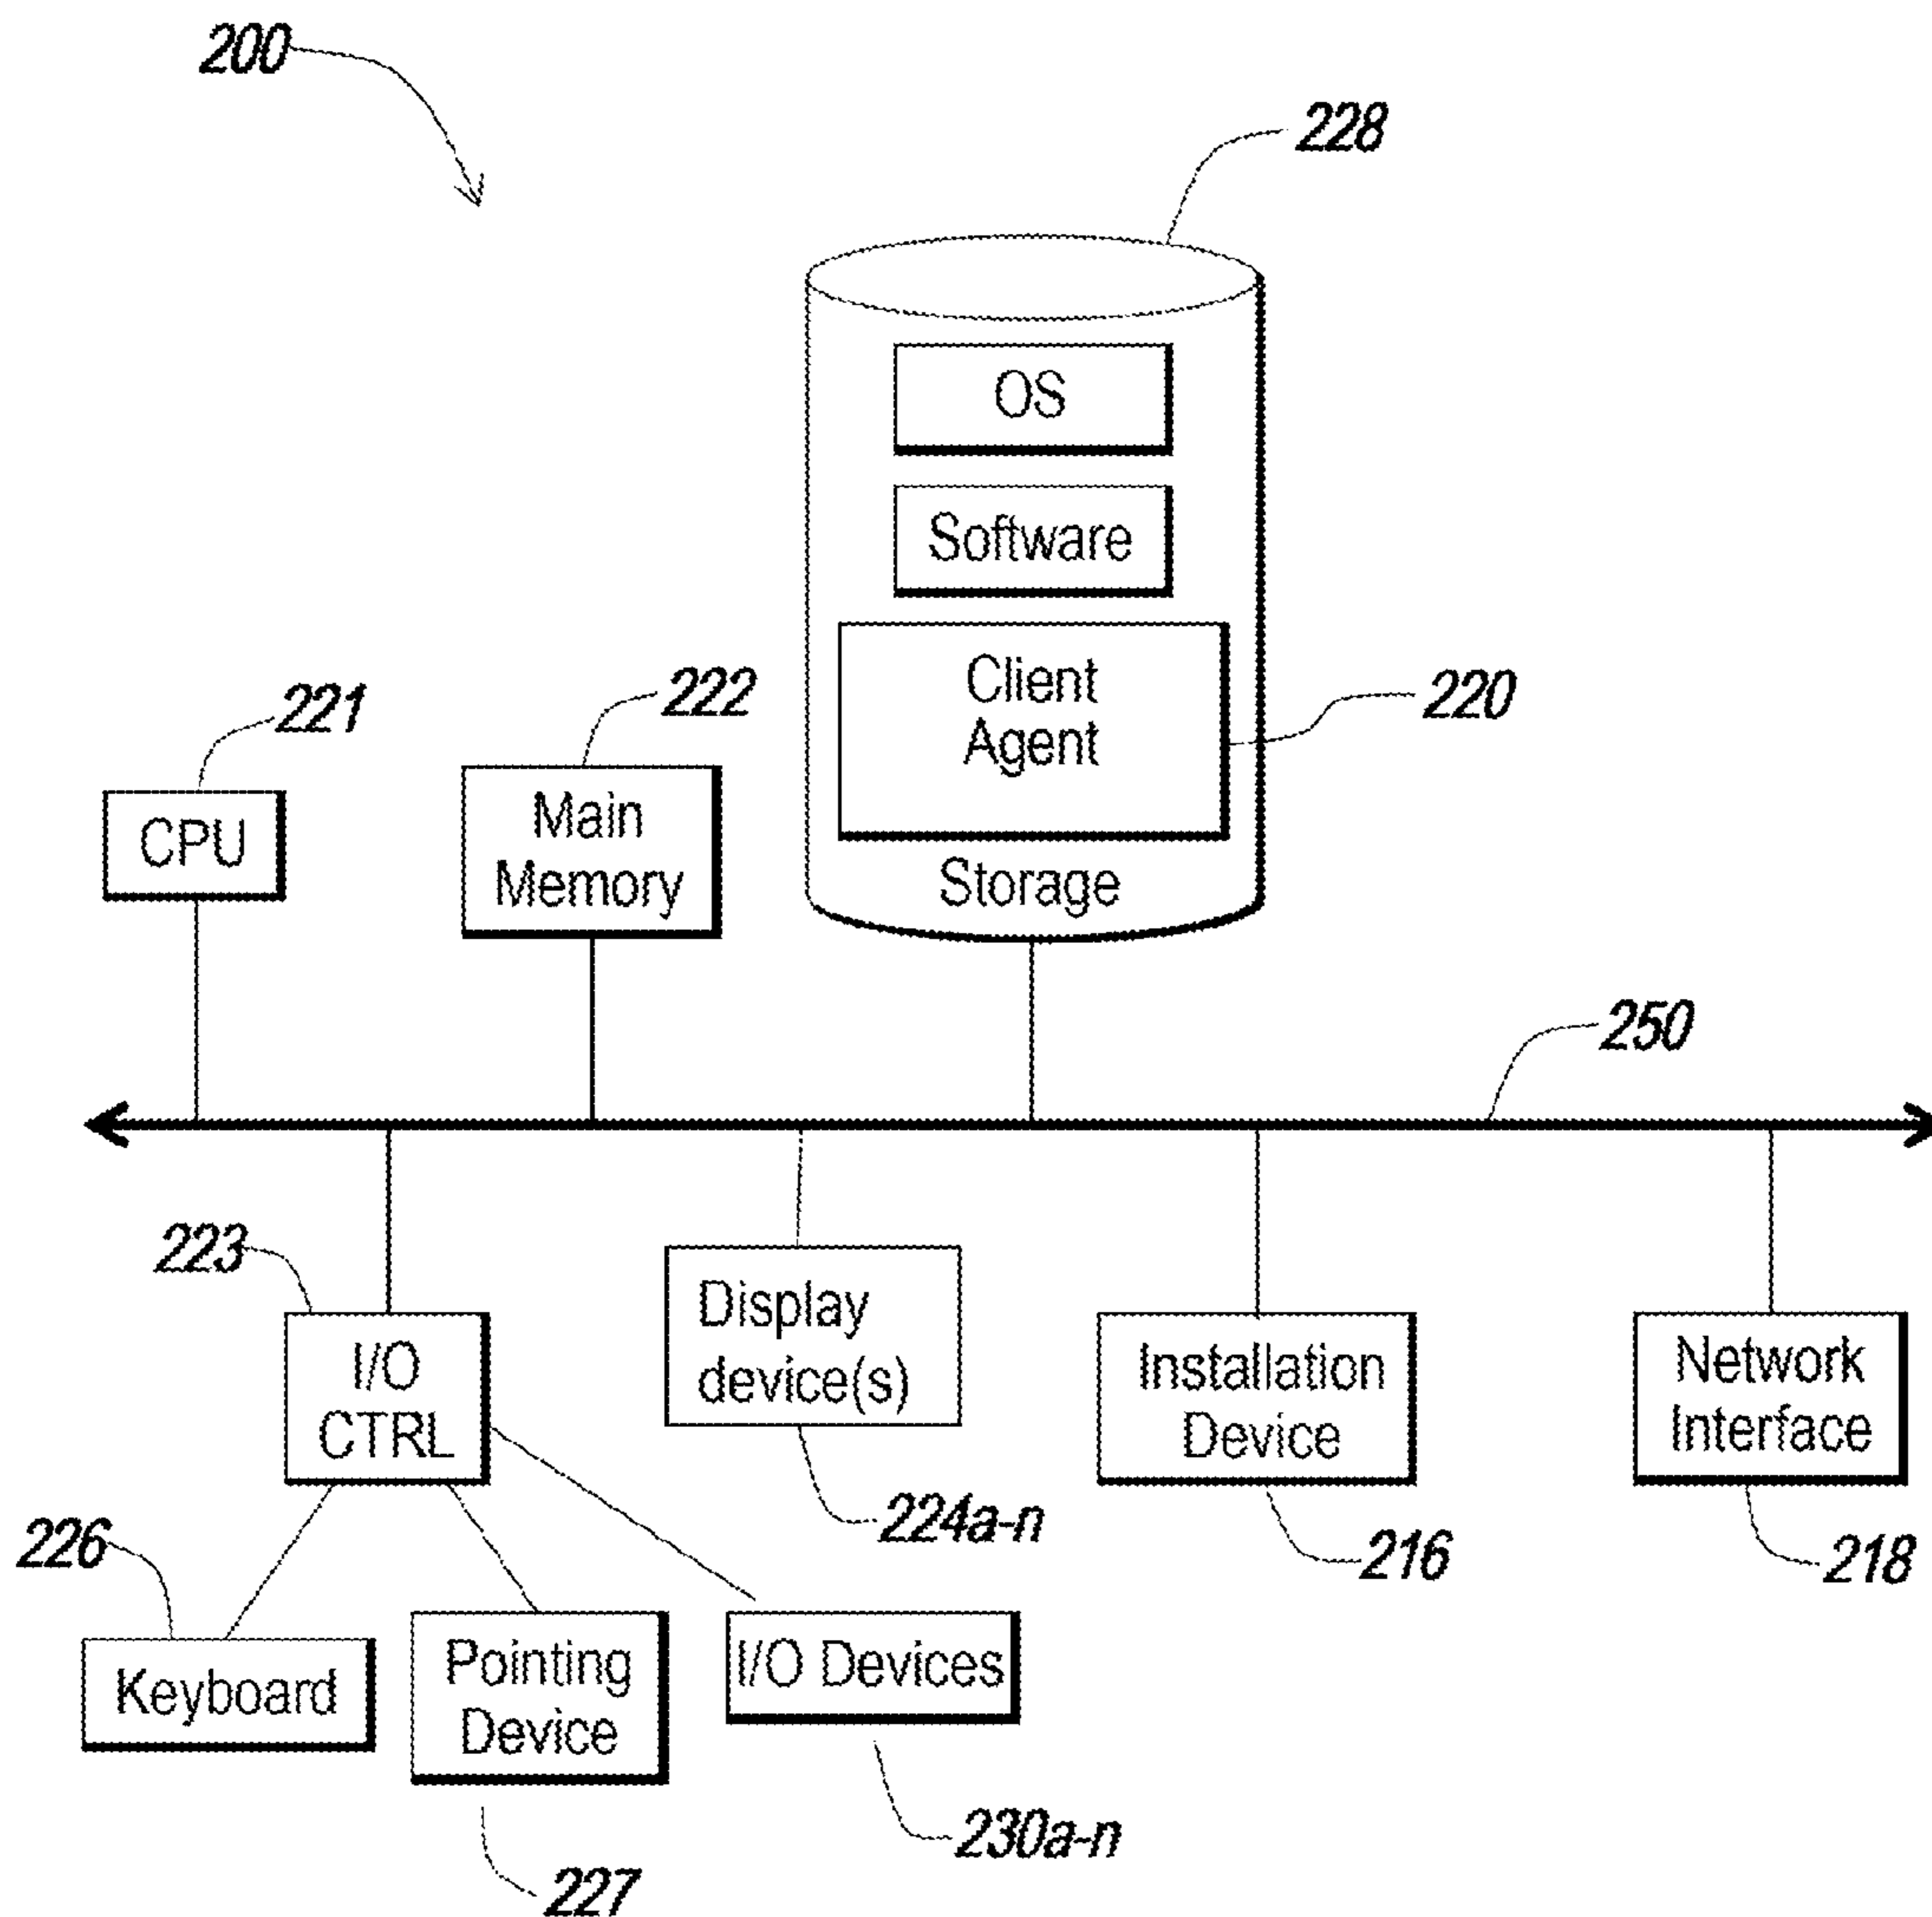 200
228
OS
Software
Client
Agent
220
Storage
221
CPU
222
Main
Memory
250
223
I/O
CTRL
Display
device(s)
224a-n
Installation
Device
216
Network
Interface
218
226
Keyboard
Pointing
Device
227
I/O Devices
230a-n